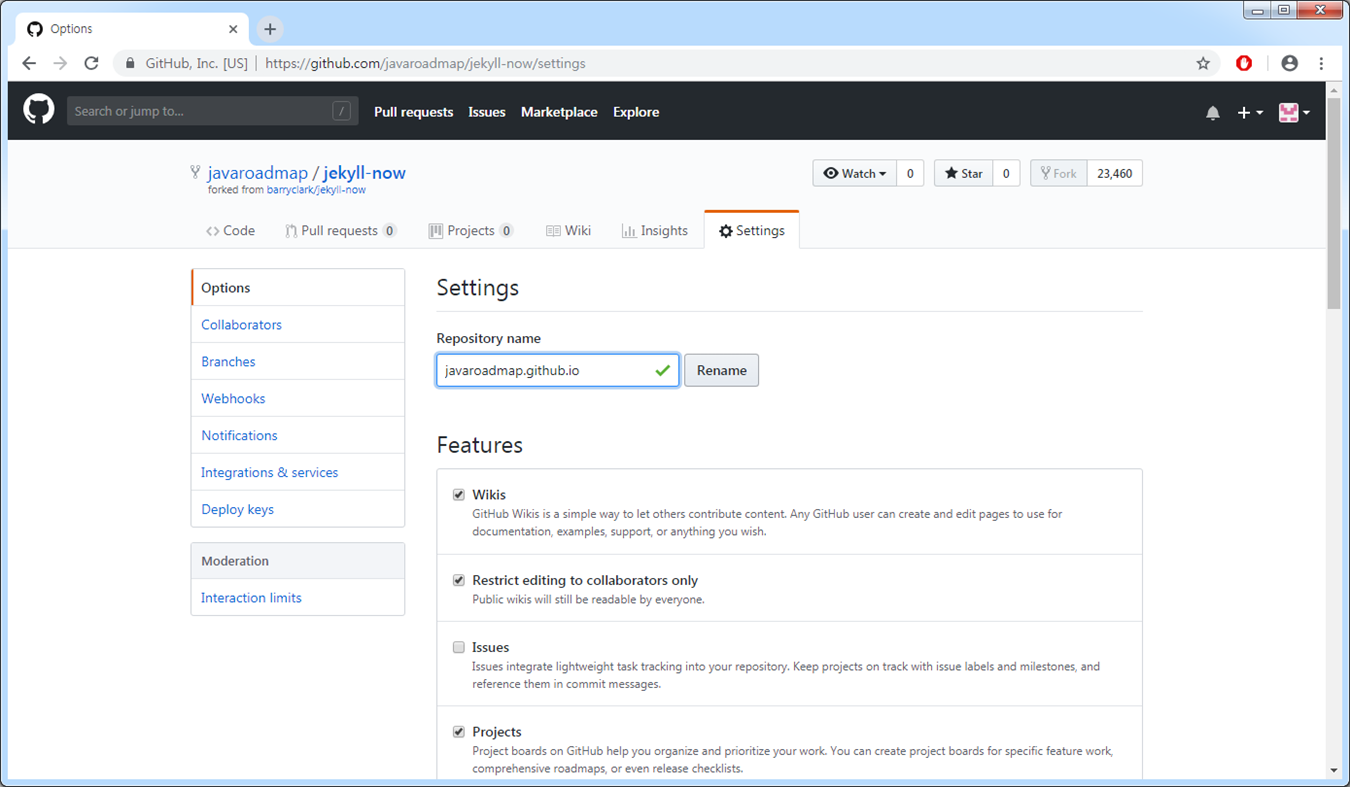 Options
GitHub, Inc. [US] https://github.com/javaroadmap/jekyll-now/settings
Search or jump to... / Pull requests Issues Marketplace Explore
javaroadmap / jekyll-now Watch 0 Star 0 Fork 23,460
forked from barryclark/jekyll-now
Code Pull requests 0 Projects 0 Wiki Insights Settings
Options
Collaborators
Branches
Webhooks
Notifications
Integrations & services
Deploy keys
Moderation
Interaction limits
Settings
Repository name
javaroadmap.github.io Rename
Features
Wikis
GitHub Wikis is a simple way to let others contribute content. Any GitHub user can create and edit pages to use for
documentation, examples, support, or anything you wish.
Restrict editing to collaborators only
Public wikis will still be readable by everyone.
Issues
Issues integrate lightweight task tracking into your repository. Keep projects on track with issue labels and milestones, and
reference them in commit messages.
Projects
Project boards on GitHub help you organize and prioritize your work. You can create project boards for specific feature work,
comprehensive roadmaps, or even release checklists.